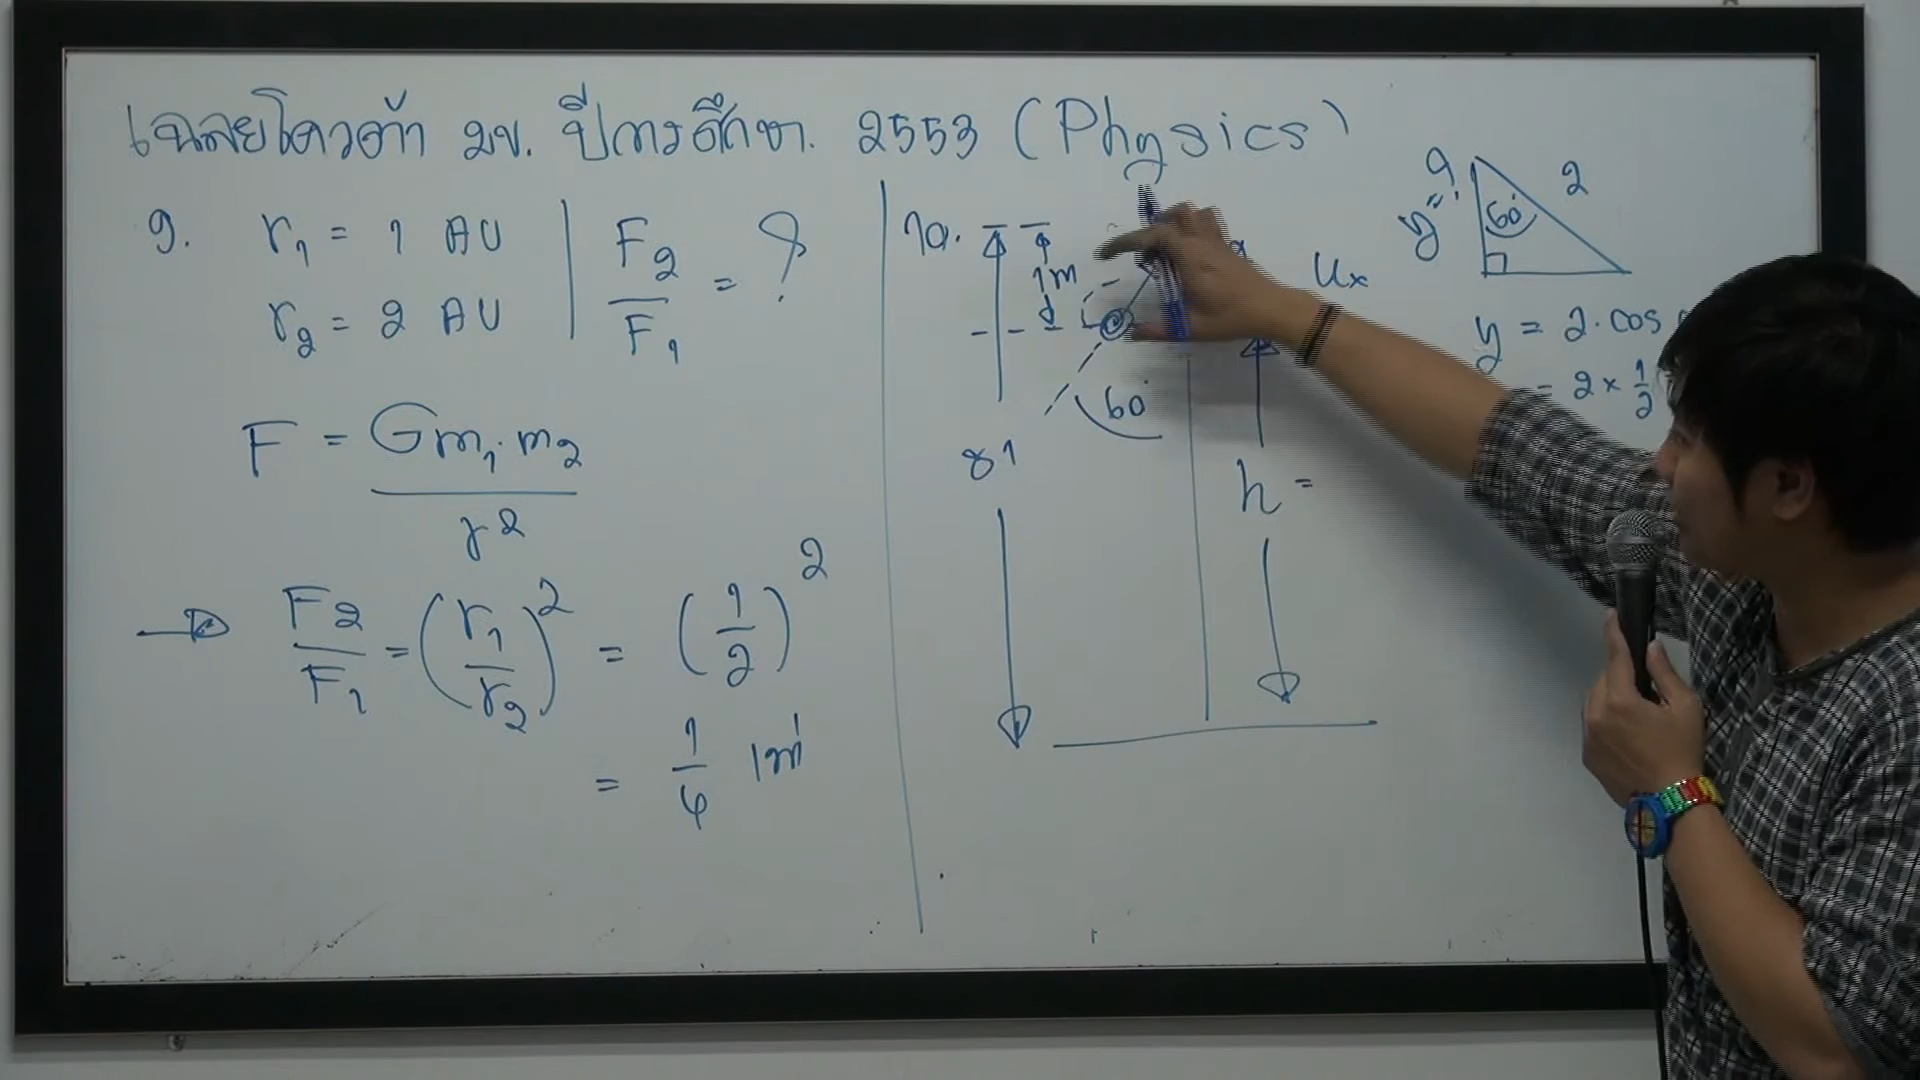 เฉลยโควต้า มข. ปีการศึกษา. 2553 (Physics)
9. r₁ = 1 AU
r₂ = 2 AU
F₂/F₁ = ?
F = Gm₁.m₂/r²
→ F₂/F₁ = (r₁/r₂)² = (1/2)²
= 1/4 เท่า
10.
1m
60°
81
Ux
h =
2
60°
y = ?
y = 2.cos
= 2 × 1/2